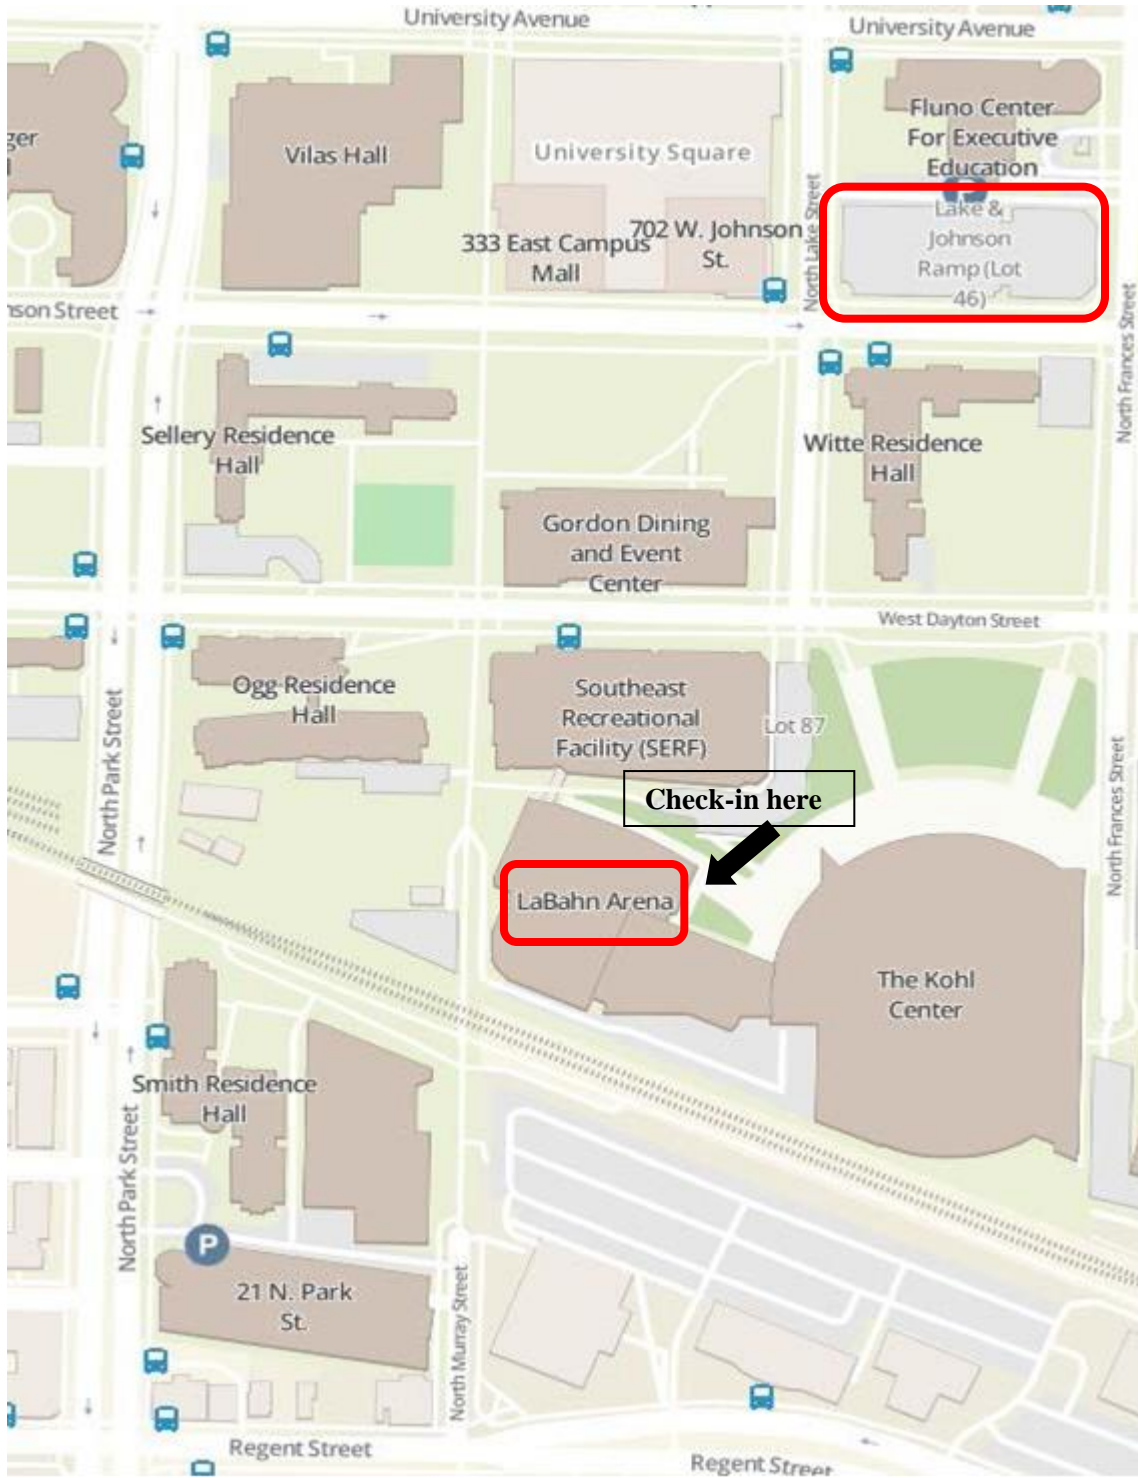 University Avenue
University Avenue
ger
Vilas Hall
University Square
Fluno Center
For Executive
Education
333 East Campus
Mall
702 W. Johnson
St.
North Lake Street
Lake &
Johnson
Ramp (Lot
46)
nson Street
North Frances Street
Sellery Residence
Hall
Witte Residence
Hall
Gordon Dining
and Event
Center
West Dayton Street
Ogg Residence
Hall
Southeast
Recreational
Facility (SERF)
Lot 87
North Park Street
Check-in here
North Frances Street
LaBahn Arena
The Kohl
Center
Smith Residence
Hall
North Park Street
P
21 N. Park
St.
North Murray Street
Regent Street
Regent Street